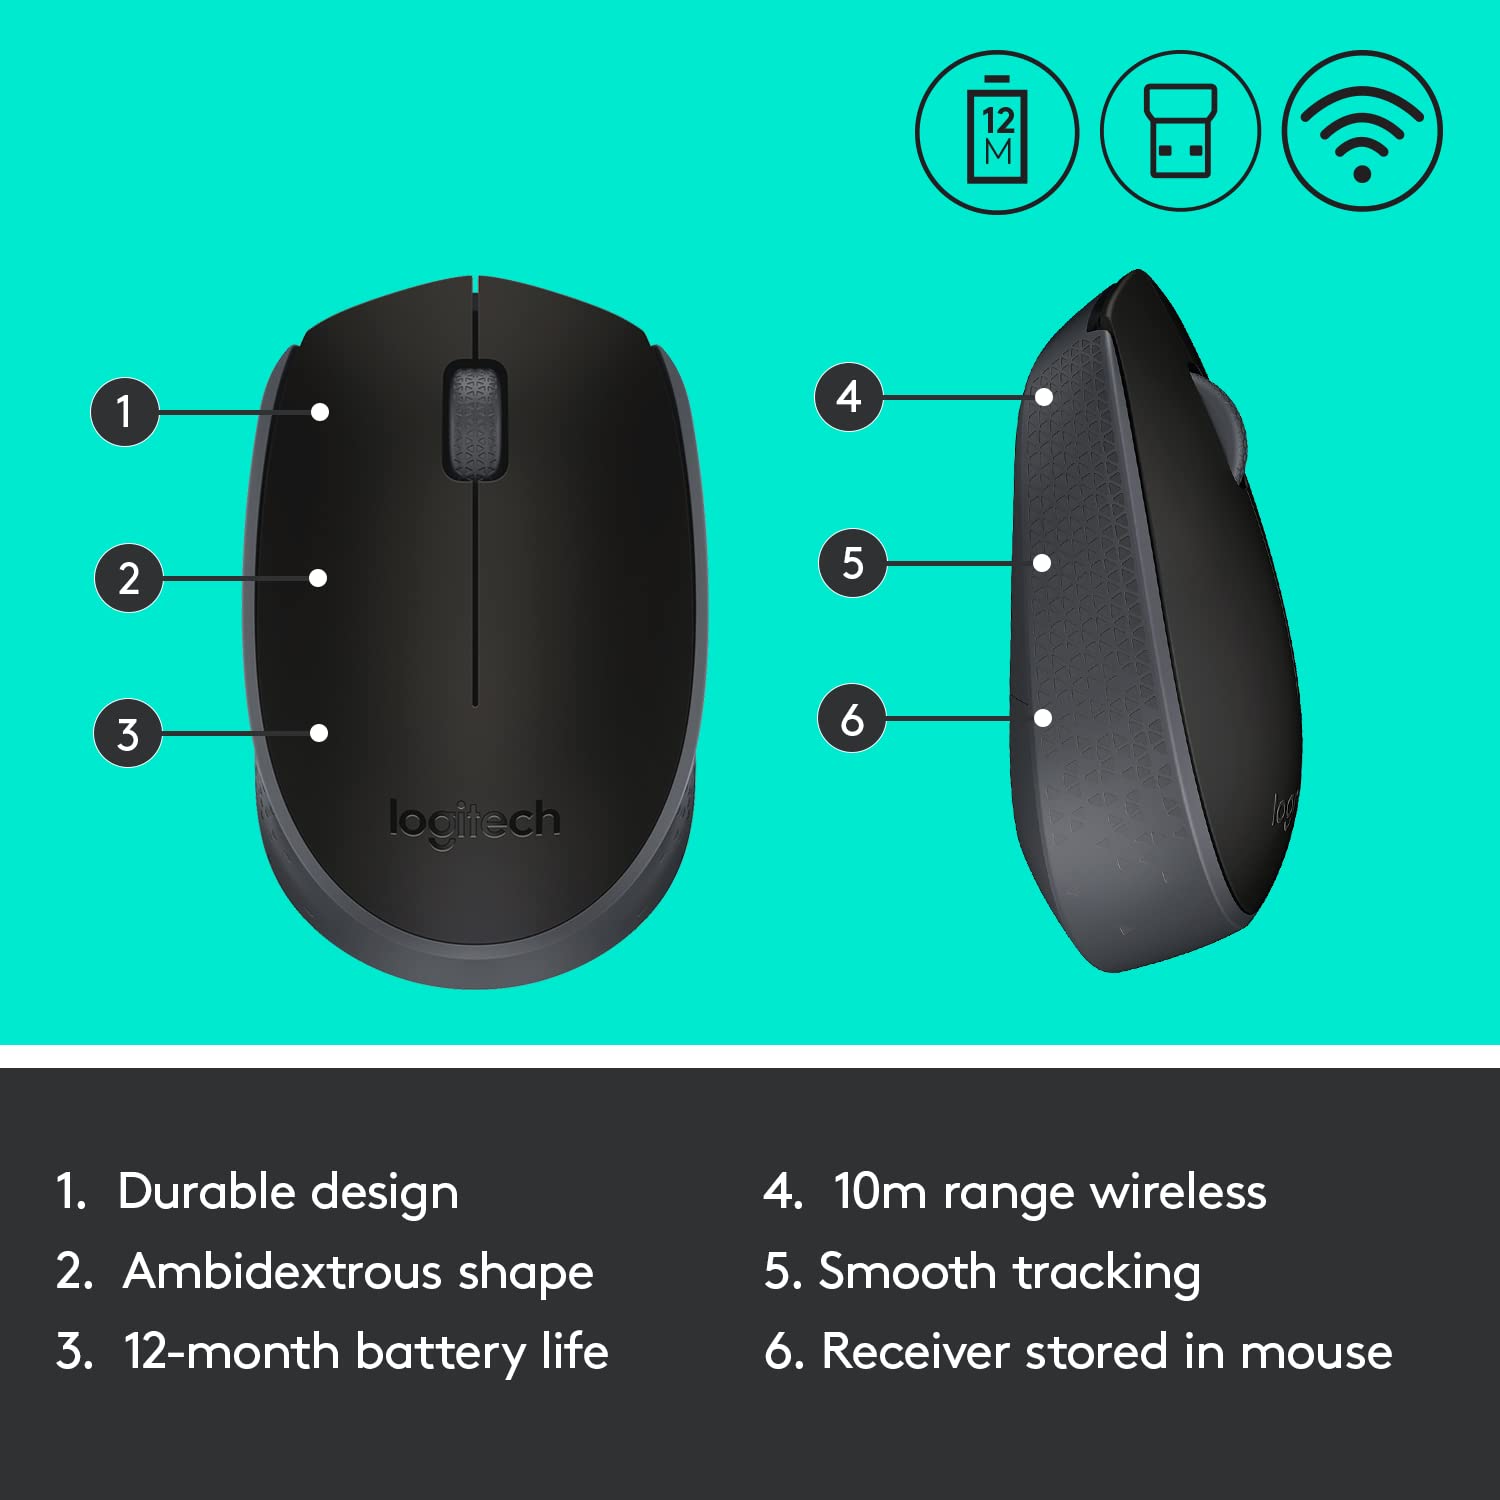 12
M
1
2
3
4
5
6
logitech
log
1. Durable design
2. Ambidextrous shape
3. 12-month battery life
4. 10m range wireless
5. Smooth tracking
6. Receiver stored in mouse